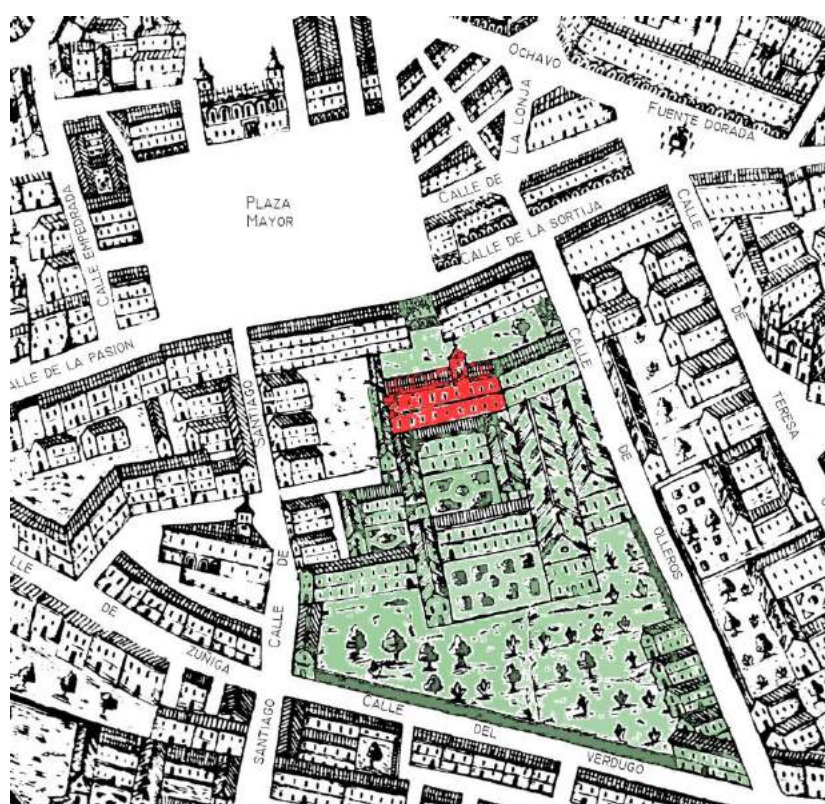 OCHAVO
FUENTE DORADA
CALLE DE
LA LONJA
CALLE DE LA SORTIJA
PLAZA
MAYOR
CALLE EMPEDRADA
ALLE DE LA PASION
SANTIAGO
CALLE DE
CALLE DE OLLEROS
CALLE DE TERESA
LLE DE ZUÑIGA
CALLE DEL VERDUGO
SANTIAGO